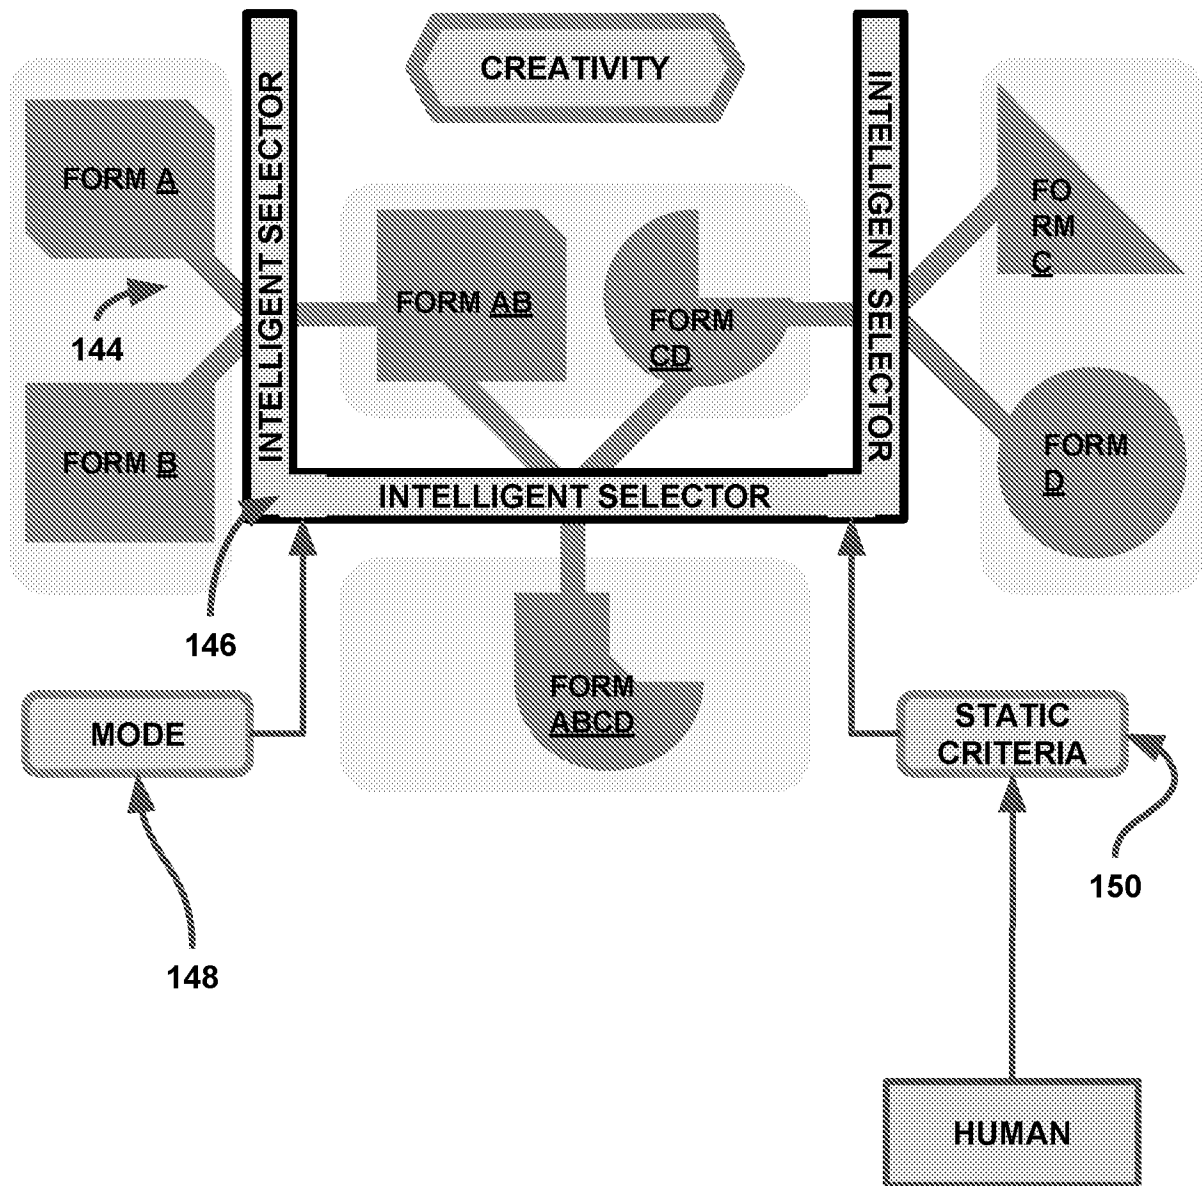 CREATIVITY
INTELLIGENT SELECTOR
INTELLIGENT SELECTOR
FORM A
FO
RM
C
FORM AB
FORM
CD
144
FORM B
FORM
D
INTELLIGENT SELECTOR
146
FORM
ABCD
MODE
STATIC
CRITERIA
150
148
HUMAN